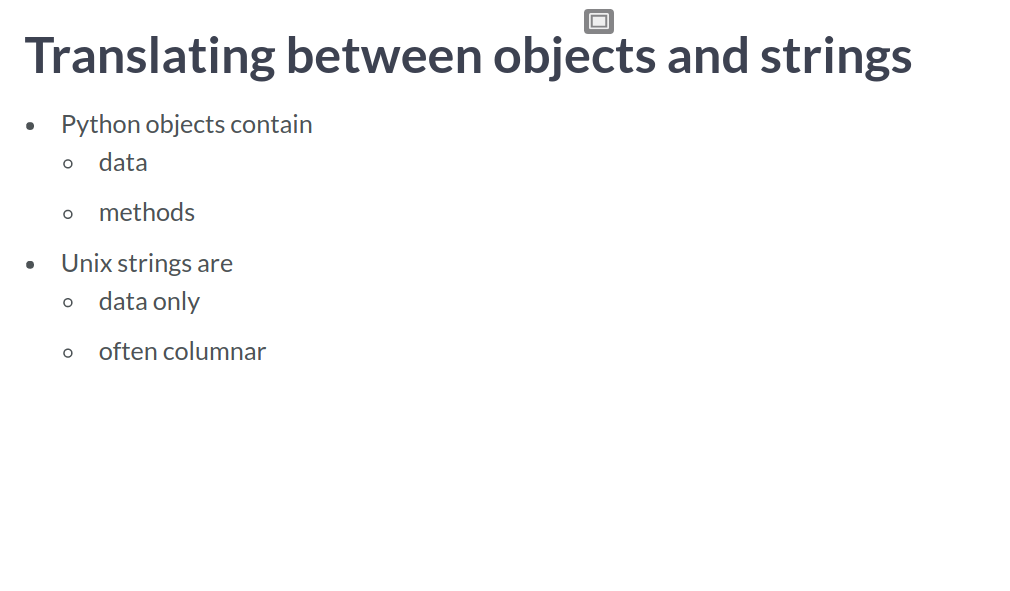 Translating between objects and strings
Python objects contain
data
methods
Unix strings are
data only
often columnar